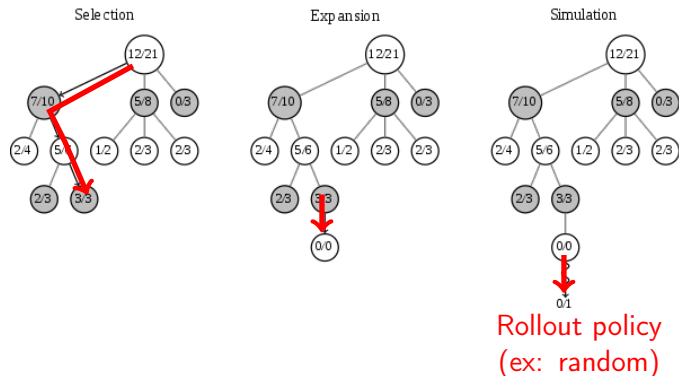 Selection Expansion Simulation
12/21 12/21 12/21
7/10 5/8 0/3 7/10 5/8 0/3 7/10 5/8 0/3
2/4 5/ 1/2 2/3 2/3 2/4 5/6 1/2 2/3 2/3 2/4 5/6 1/2 2/3 2/3
2/3 3/3 2/3 3/3 2/3 3/3
0/0 0/0
0/1
Rollout policy
(ex: random)